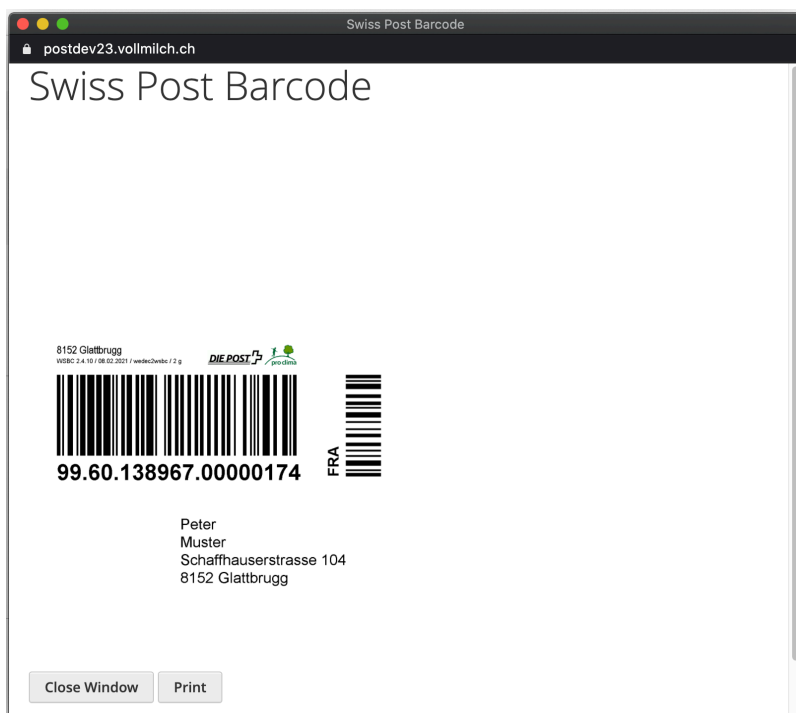 Swiss Post Barcode
postdev23.vollmilch.ch
Swiss Post Barcode
8152 Glattbrugg
WSBC 2.4.10 / 08.02.2021 / wedec2wsbc / 2 g
DIE POST
pro clima
99.60.138967.00000174
FRA
Peter
Muster
Schaffhauserstrasse 104
8152 Glattbrugg
Close Window
Print